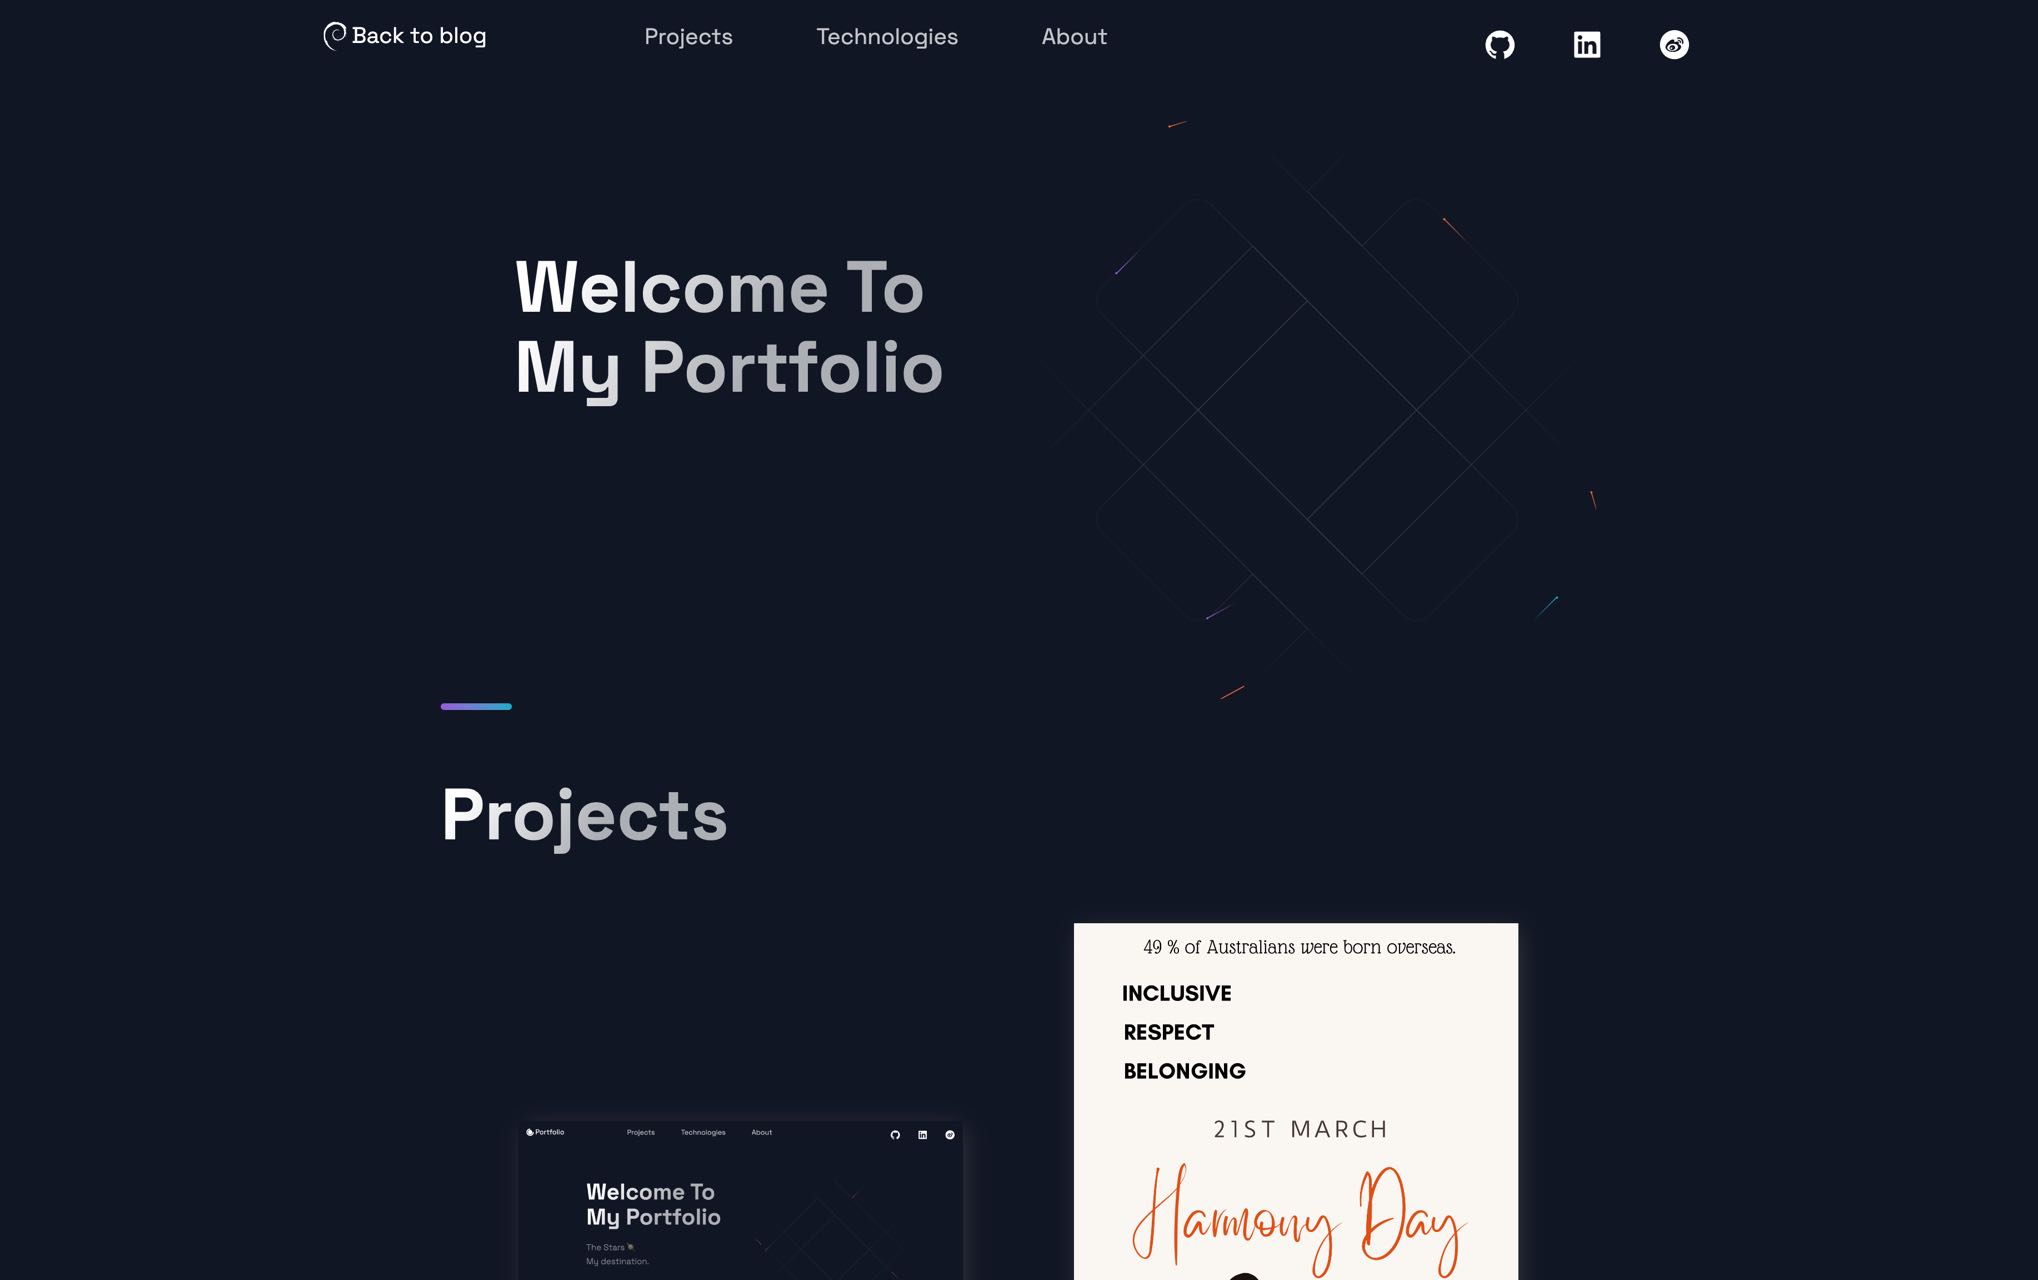 Back to blog
Projects
Technologies
About
Welcome To
My Portfolio
Projects
49 % of Australians were born overseas.
INCLUSIVE
RESPECT
BELONGING
21ST MARCH
Harmony Day
Portfolio
Projects
Technologies
About
Welcome To
My Portfolio
The Stars
My destination.